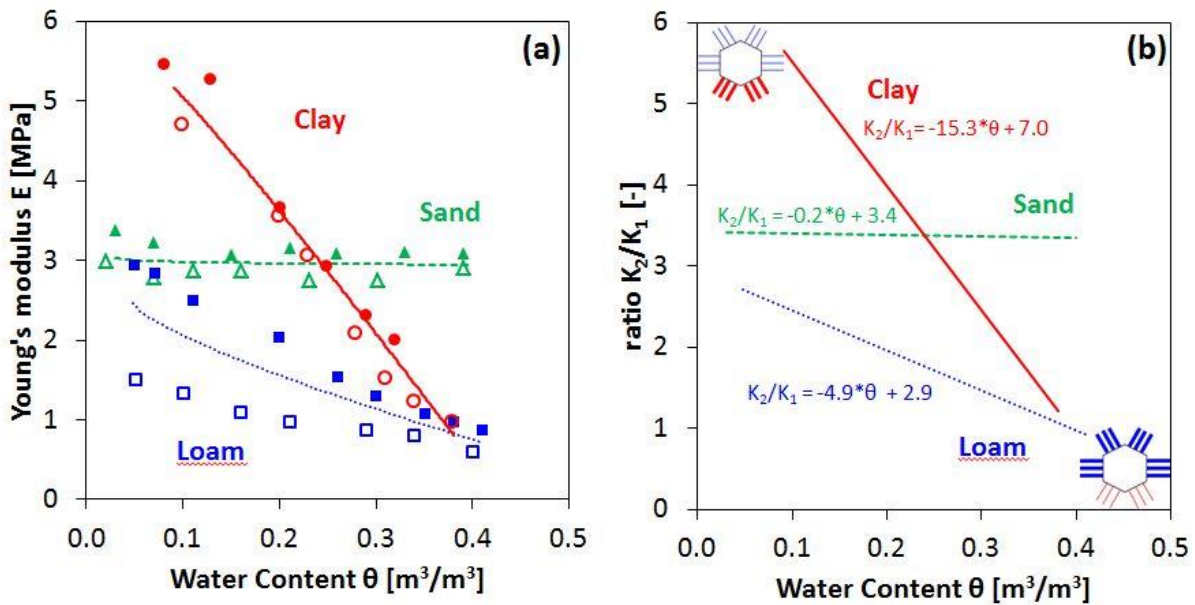 (a)
Young's modulus E [MPa]
6
5
4
3
2
1
0
Clay
Sand
Loam
0.0 0.1 0.2 0.3 0.4 0.5
Water Content θ [m³/m³]
(b)
ratio K₂/K₁ [-]
6
5
4
3
2
1
0
Clay
K₂/K₁= -15.3*θ + 7.0
Sand
K₂/K₁ = -0.2*θ + 3.4
K₂/K₁ = -4.9*θ + 2.9
Loam
0.0 0.1 0.2 0.3 0.4 0.5
Water Content θ [m³/m³]